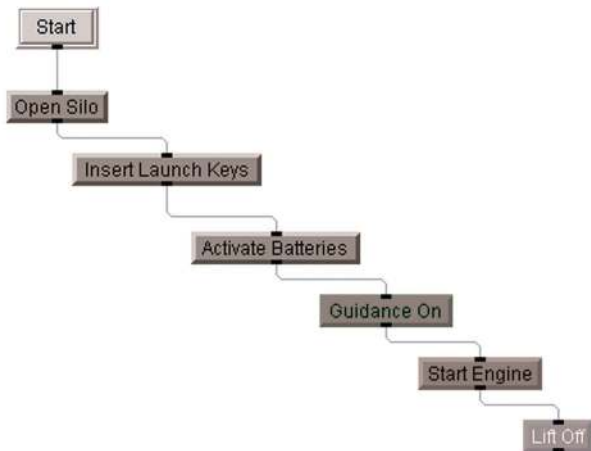 Start
Open Silo
Insert Launch Keys
Activate Batteries
Guidance On
Start Engine
Lift Off